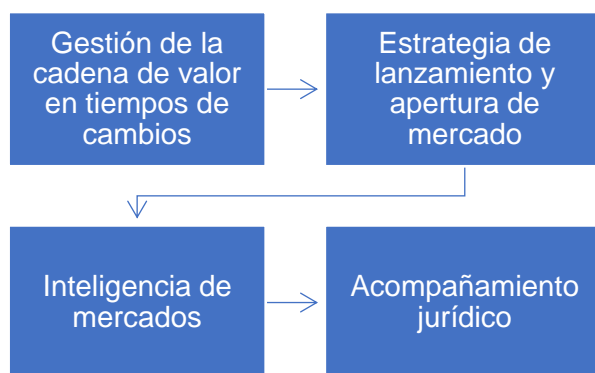 Gestión de la
cadena de valor
en tiempos de
cambios
Estrategia de
lanzamiento y
apertura de
mercado
Inteligencia de
mercados
Acompañamiento
jurídico